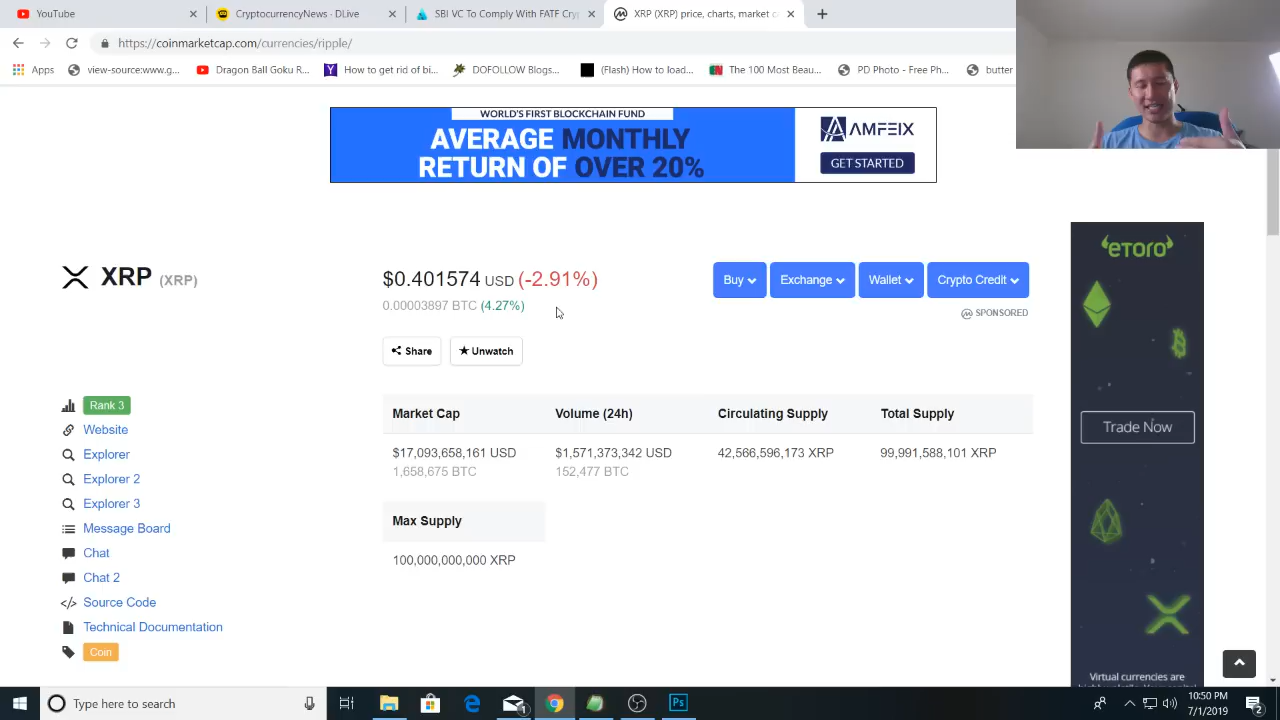 YouTube
CryptocurrencyNews - DLive
SBI VC To Comply With FATF Cryp
XRP (XRP) price, charts, market c
https://coinmarketcap.com/currencies/ripple/
Apps
view-source:www.g...
Dragon Ball Goku R...
How to get rid of bi...
DOFOLLOW Blogs...
(Flash) How to load...
The 100 Most Beau...
PD Photo - Free Ph...
butter
WORLD'S FIRST BLOCKCHAIN FUND
AVERAGE MONTHLY
RETURN OF OVER 20%
AMFEIX
GET STARTED
XRP (XRP)
$0.401574 USD (-2.91%)
0.00003897 BTC (4.27%)
Buy
Exchange
Wallet
Crypto Credit
SPONSORED
Share
Unwatch
Rank 3
Website
Explorer
Explorer 2
Explorer 3
Message Board
Chat
Chat 2
Source Code
Technical Documentation
Coin
Market Cap
Volume (24h)
Circulating Supply
Total Supply
$17,093,658,161 USD
$1,571,373,342 USD
42,566,596,173 XRP
99,991,588,101 XRP
1,658,675 BTC
152,477 BTC
Max Supply
100,000,000,000 XRP
eToro
Trade Now
Virtual currencies are
Type here to search
Ps
10:50 PM
7/1/2019
2